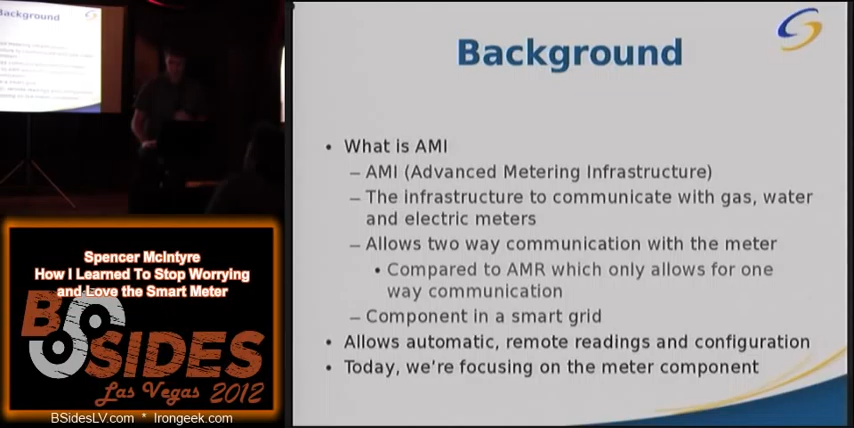 Background
Spencer McIntyre
How I Learned To Stop Worrying
and Love the Smart Meter
BSIDES
Las Vegas 2012
BSidesLV.com * Irongeek.com
Background
• What is AMI
– AMI (Advanced Metering Infrastructure)
– The infrastructure to communicate with gas, water
and electric meters
– Allows two way communication with the meter
• Compared to AMR which only allows for one
way communication
– Component in a smart grid
• Allows automatic, remote readings and configuration
• Today, we're focusing on the meter component